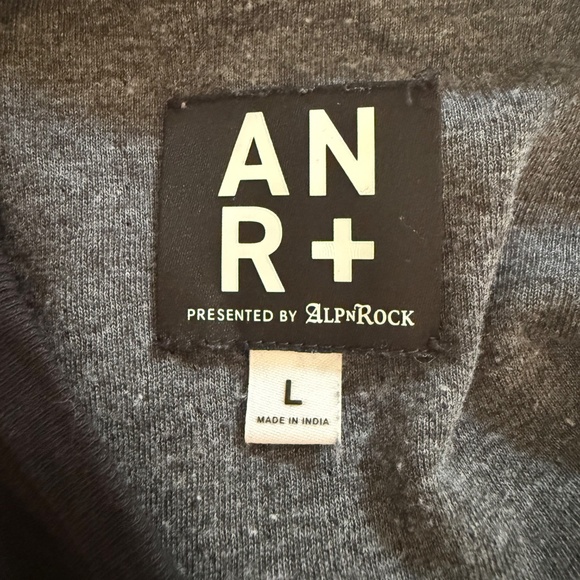 AN
R+
PRESENTED BY ALPNROCK
L
MADE IN INDIA